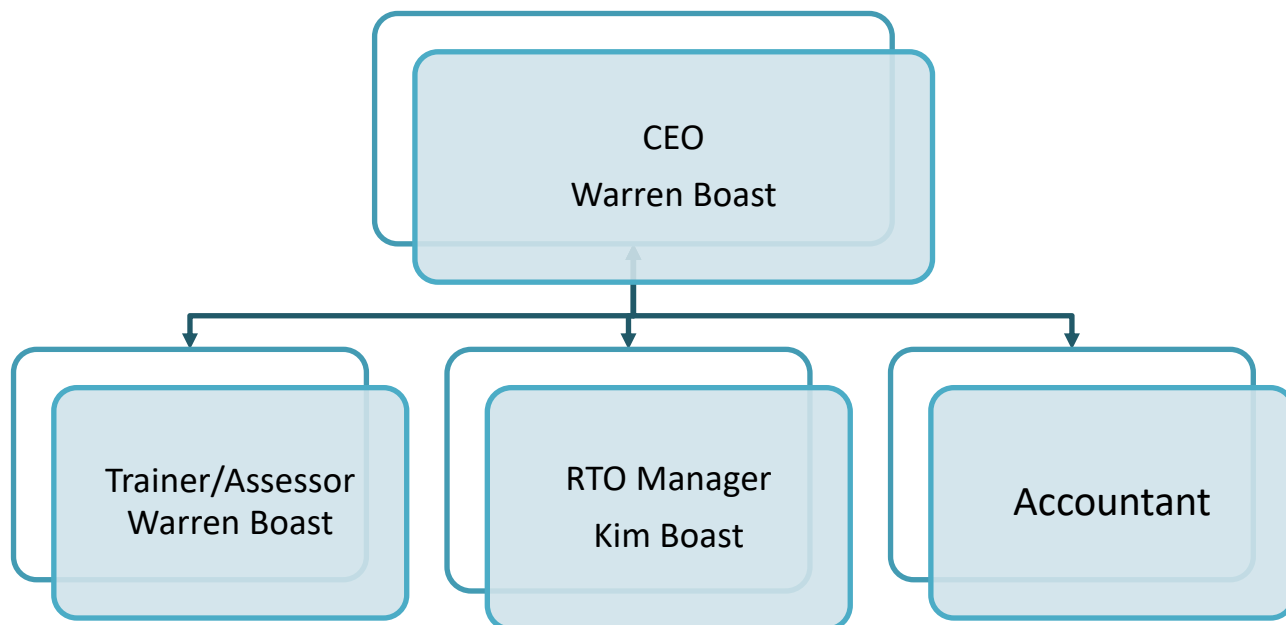 CEO
Warren Boast
Trainer/Assessor
Warren Boast
RTO Manager
Kim Boast
Accountant